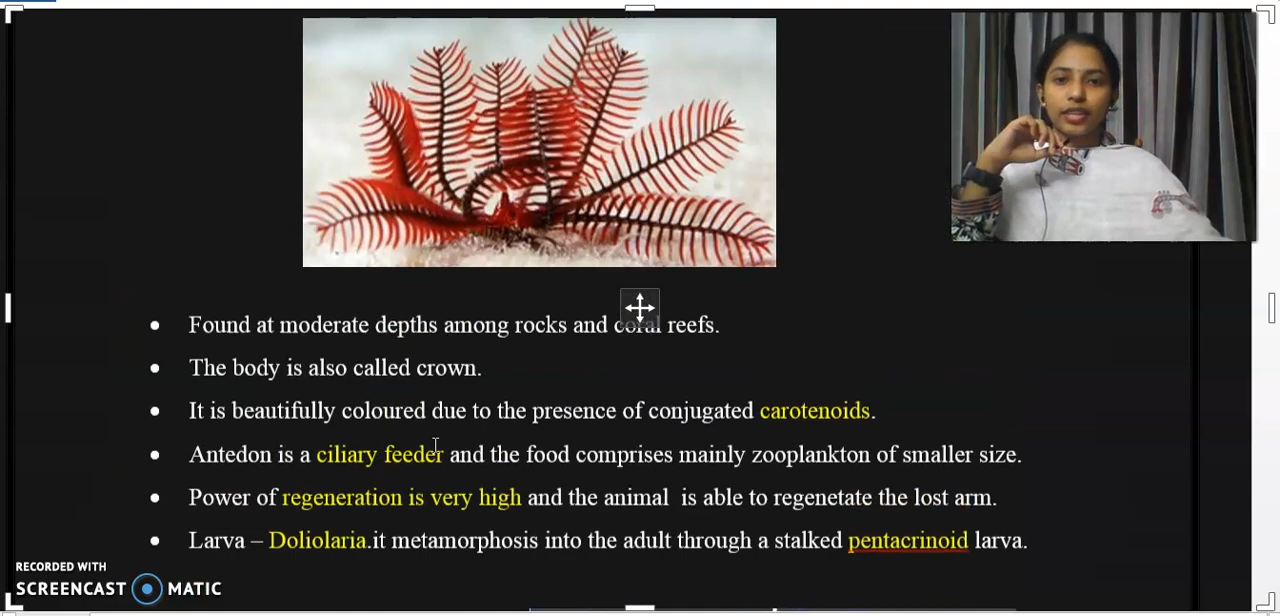 Found at moderate depths among rocks and coral reefs.
The body is also called crown.
It is beautifully coloured due to the presence of conjugated carotenoids.
Antedon is a ciliary feeder and the food comprises mainly zooplankton of smaller size.
Power of regeneration is very high and the animal is able to regenetate the lost arm.
Larva – Doliolaria.it metamorphosis into the adult through a stalked pentacrinoid larva.
RECORDED WITH
SCREENCAST MATIC